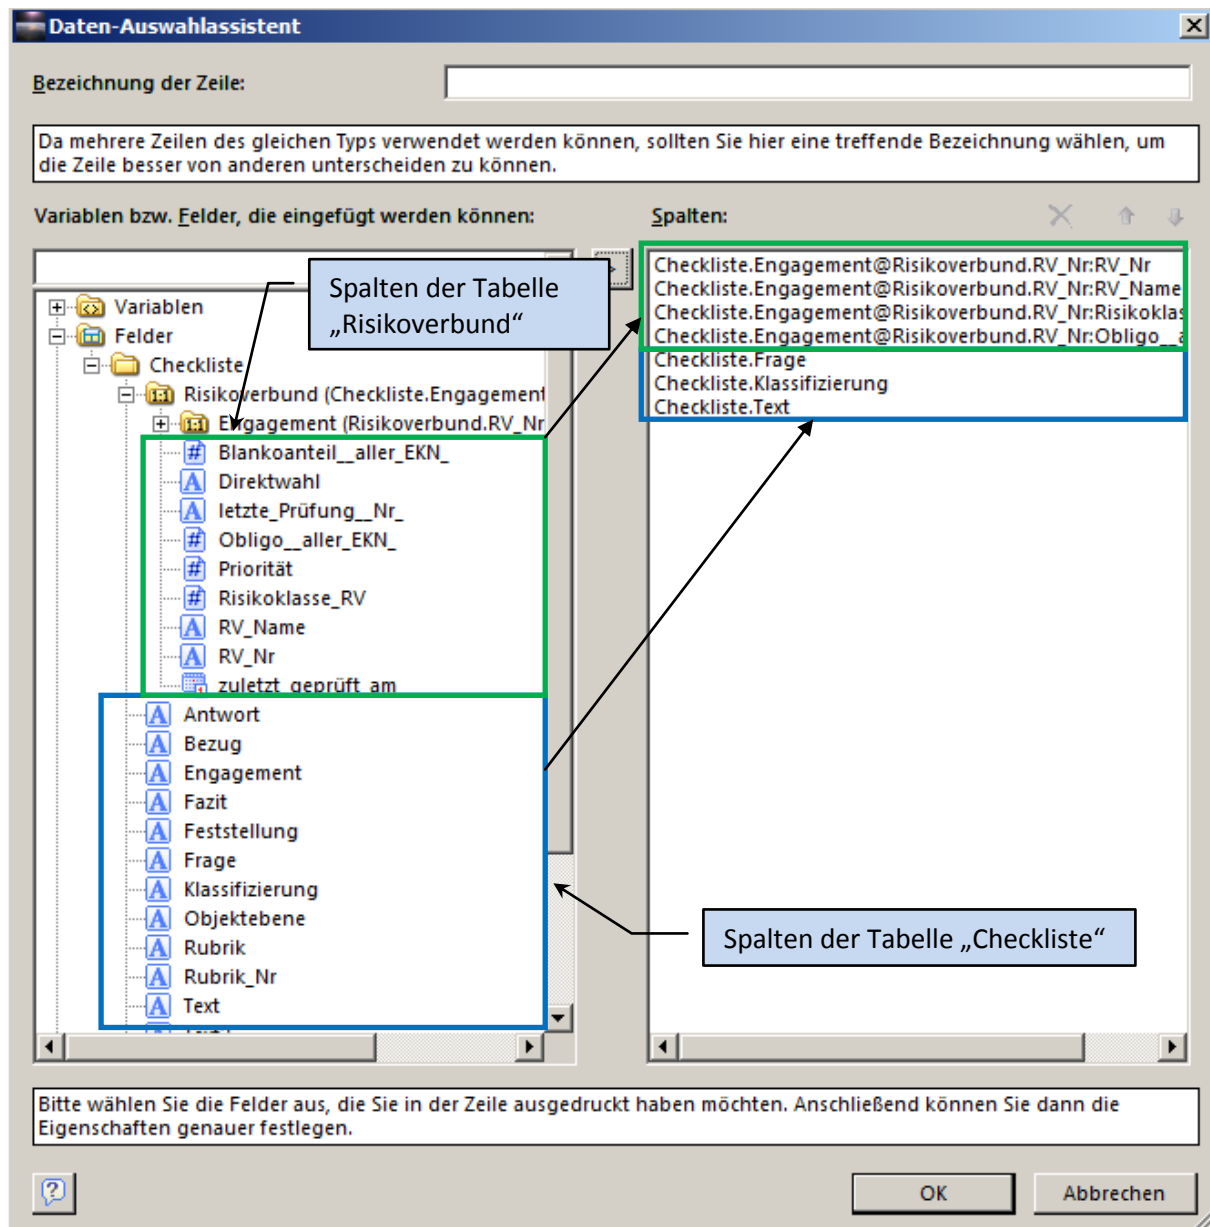 Daten-Auswahlassistent
Bezeichnung der Zeile:
Da mehrere Zeilen des gleichen Typs verwendet werden können, sollten Sie hier eine treffende Bezeichnung wählen, um
die Zeile besser von anderen unterscheiden zu können.
Variablen bzw. Felder, die eingefügt werden können:
Spalten:
Spalten der Tabelle
„Risikoverbund“
Variablen
Felder
Checkliste
Risikoverbund (Checkliste.Engagement
Engagement (Risikoverbund.RV_Nr
Blankoanteil__aller_EKN_
Direktwahl
letzte_Prüfung__Nr_
Obligo__aller_EKN_
Priorität
Risikoklasse_RV
RV_Name
RV_Nr
zuletzt_geprüft_am
Antwort
Bezug
Engagement
Fazit
Feststellung
Frage
Klassifizierung
Objektebene
Rubrik
Rubrik_Nr
Text
Checkliste.Engagement@Risikoverbund.RV_Nr:RV_Nr
Checkliste.Engagement@Risikoverbund.RV_Nr:RV_Name
Checkliste.Engagement@Risikoverbund.RV_Nr:Risikoklas
Checkliste.Engagement@Risikoverbund.RV_Nr:Obligo__a
Checkliste.Frage
Checkliste.Klassifizierung
Checkliste.Text
Spalten der Tabelle „Checkliste“
Bitte wählen Sie die Felder aus, die Sie in der Zeile ausgedruckt haben möchten. Anschließend können Sie dann die
Eigenschaften genauer festlegen.
OK
Abbrechen